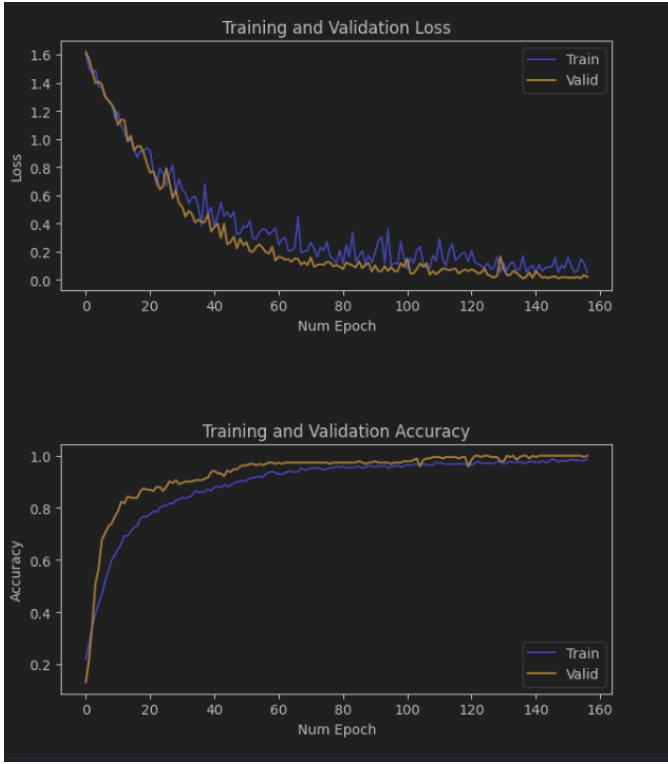 Training and Validation Loss
1.6
1.4
1.2
1.0
0.8
0.6
0.4
0.2
0.0
Loss
Train
Valid
0 20 40 60 80 100 120 140 160
Num Epoch
Training and Validation Accuracy
1.0
0.8
0.6
0.4
0.2
Accuracy
Train
Valid
0 20 40 60 80 100 120 140 160
Num Epoch